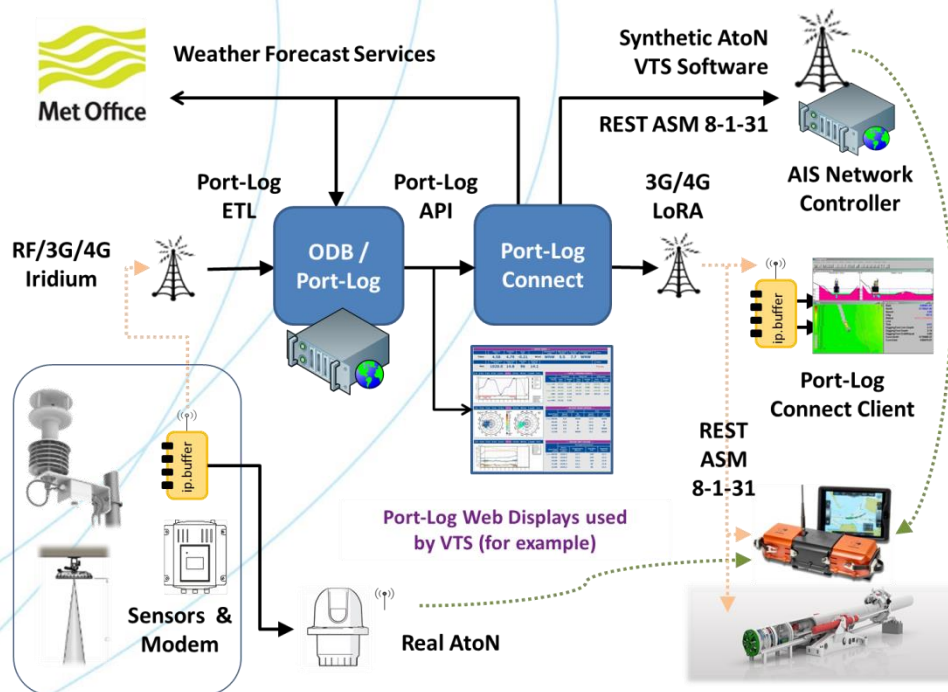 Weather Forecast Services
Met Office
Synthetic AtoN
VTS Software
REST ASM 8-1-31
AIS Network
Controller
Port-Log
ETL
Port-Log
API
3G/4G
LoRA
RF/3G/4G
Iridium
ODB /
Port-Log
Port-Log
Connect
ip.buffer
Port-Log
Connect Client
ip.buffer
REST
ASM
8-1-31
Port-Log Web Displays used
by VTS (for example)
Sensors &
Modem
Real AtoN